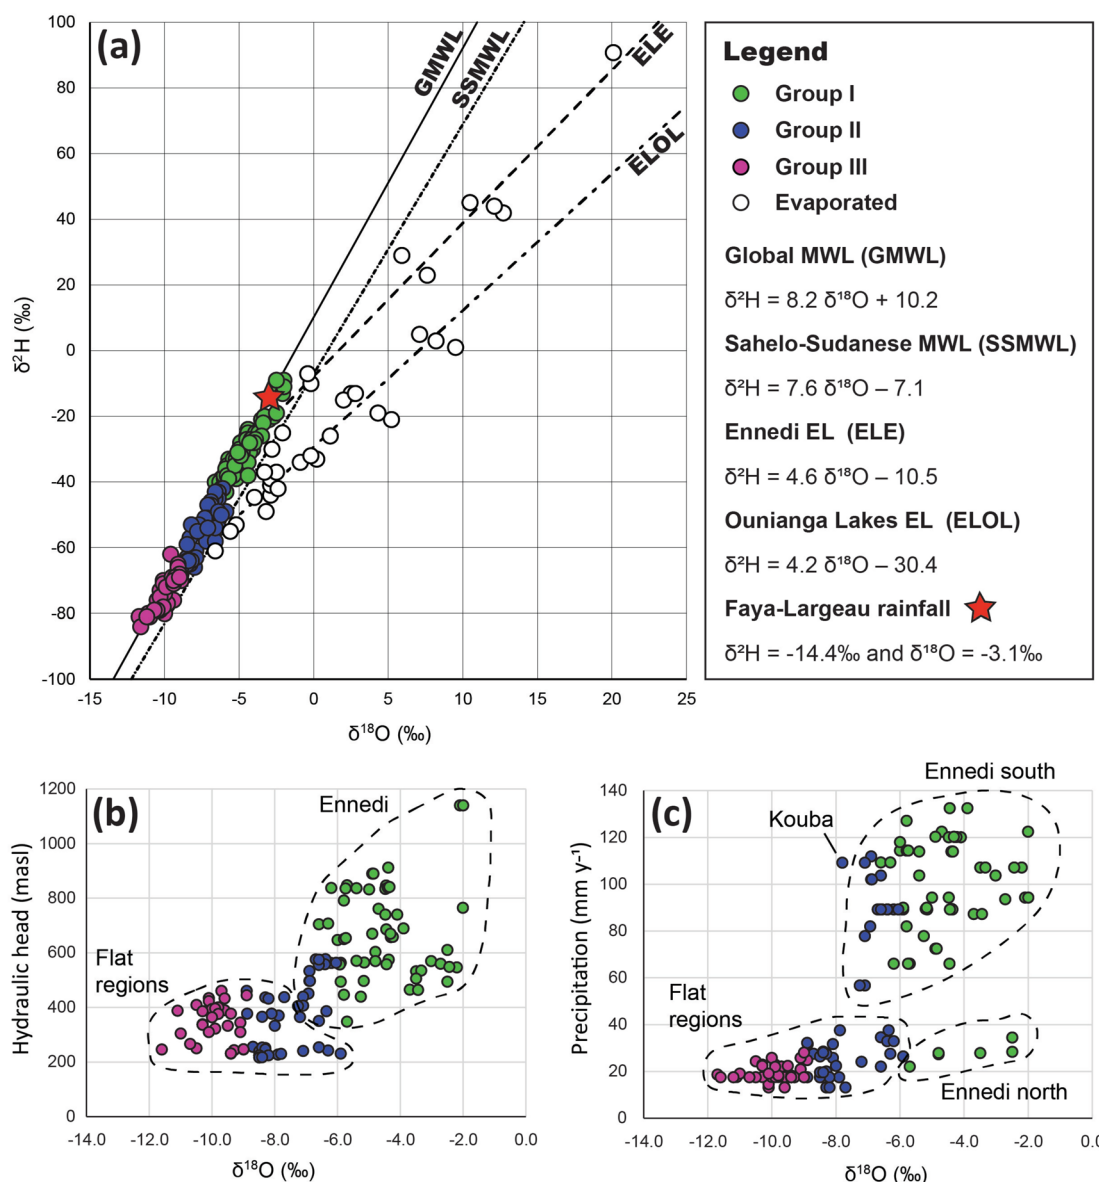 (a)
100
80
60
40
20
0
-20
-40
-60
-80
-100
-15
-10
-5
0
5
10
15
20
25
δ²H (‰)
δ¹⁸O (‰)
GMWL
SSMWL
ELE
ELOL
Legend
Group I
Group II
Group III
Evaporated
Global MWL (GMWL)
δ²H = 8.2 δ¹⁸O + 10.2
Sahelo-Sudanese MWL (SSMWL)
δ²H = 7.6 δ¹⁸O – 7.1
Ennedi EL (ELE)
δ²H = 4.6 δ¹⁸O – 10.5
Ounianga Lakes EL (ELOL)
δ²H = 4.2 δ¹⁸O – 30.4
Faya-Largeau rainfall
δ²H = -14.4‰ and δ¹⁸O = -3.1‰
(b)
1200
1000
800
600
400
200
0
-14.0
-12.0
-10.0
-8.0
-6.0
-4.0
-2.0
0.0
Hydraulic head (masl)
δ¹⁸O (‰)
Ennedi
Flat
regions
(c)
140
120
100
80
60
40
20
0
-14.0
-12.0
-10.0
-8.0
-6.0
-4.0
-2.0
0.0
Precipitation (mm y⁻¹)
δ¹⁸O (‰)
Ennedi south
Kouba
Flat
regions
Ennedi north